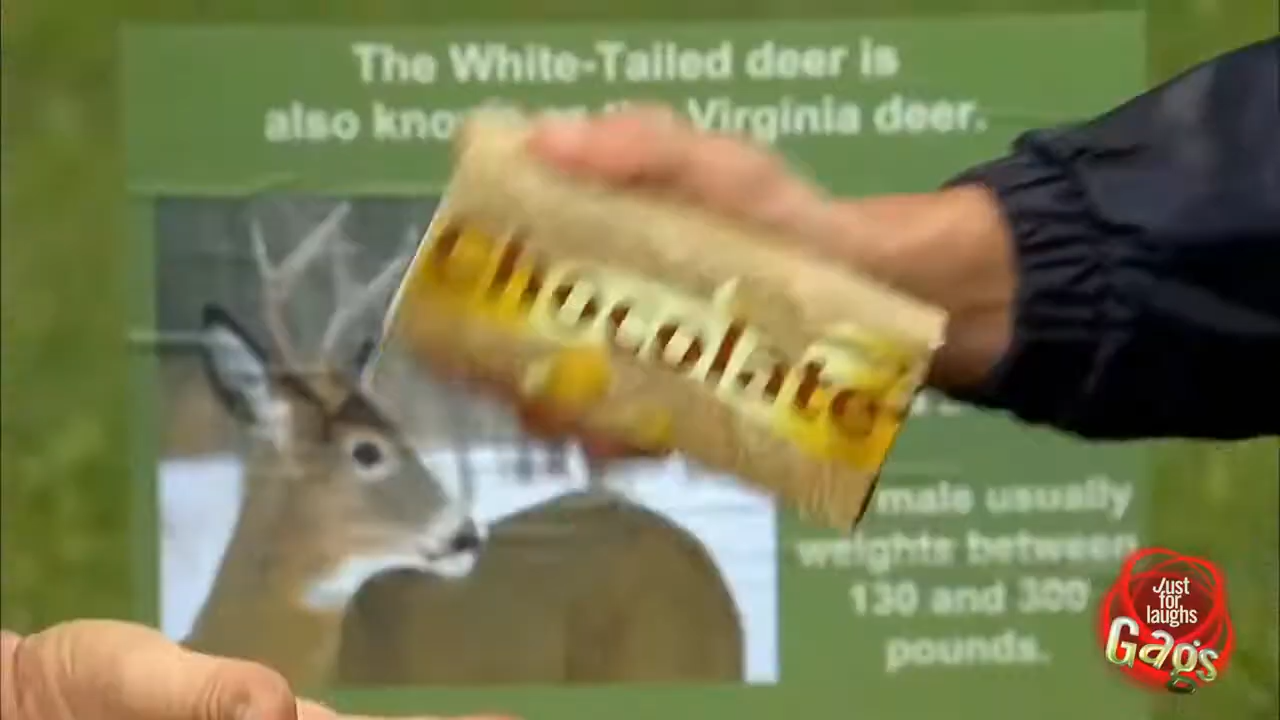 The White-Tailed deer is
also Virginia deer.
chocolate
male usually
weights between
130 and 300
pounds.
Just
for
laughs
Gags